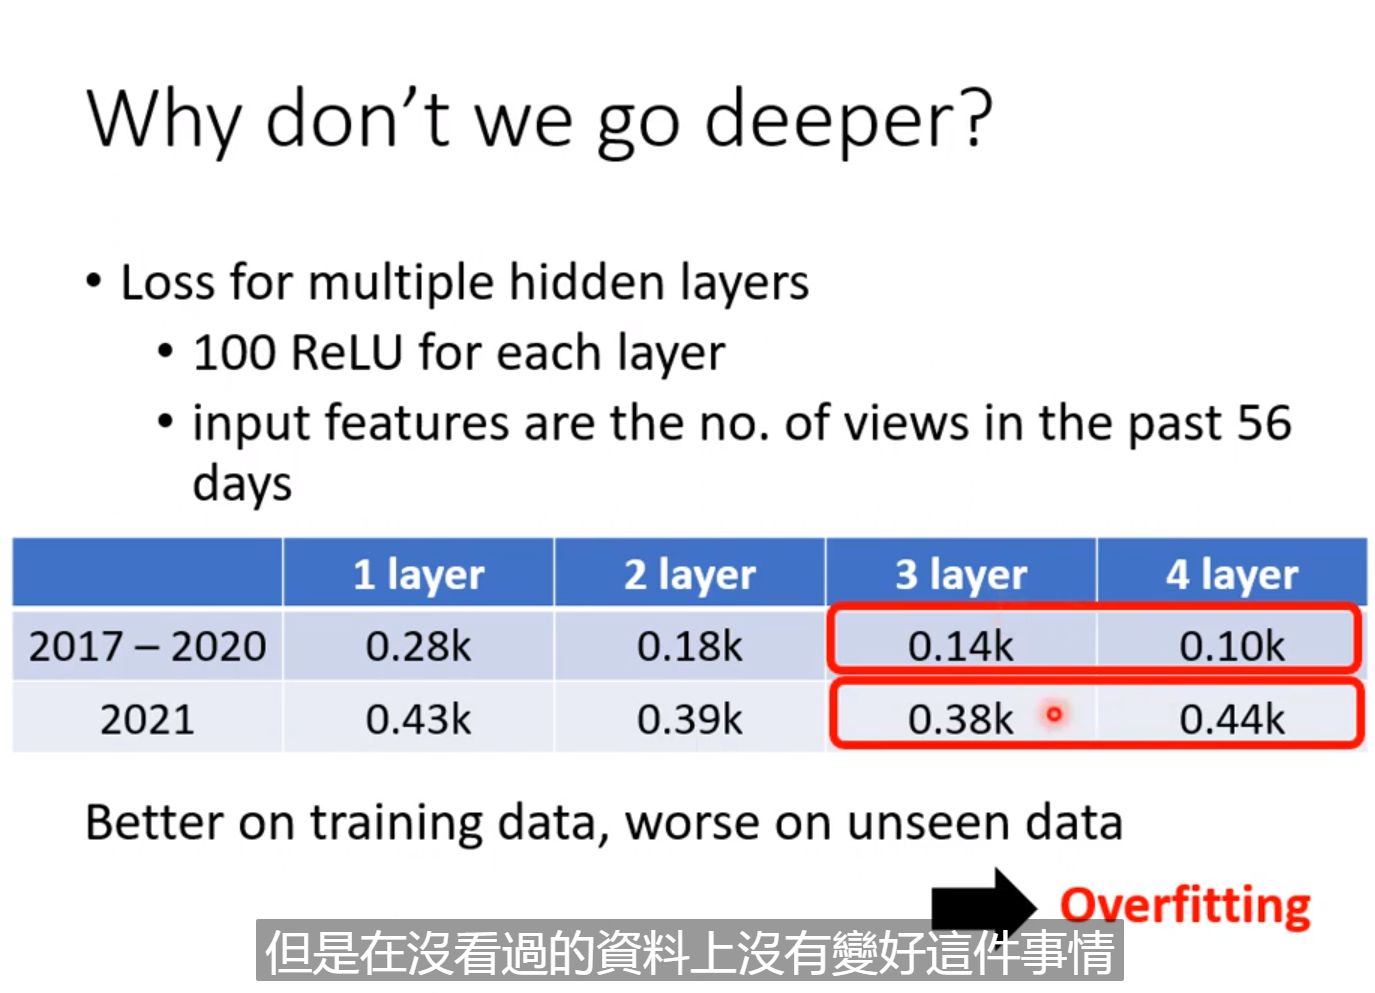 Why don’t we go deeper?
• Loss for multiple hidden layers
• 100 ReLU for each layer
• input features are the no. of views in the past 56
days
1 layer 2 layer 3 layer 4 layer
2017 – 2020 0.28k 0.18k 0.14k 0.10k
2021 0.43k 0.39k 0.38k 0.44k
Better on training data, worse on unseen data
Overfitting
但是在沒看過的資料上沒有變好這件事情